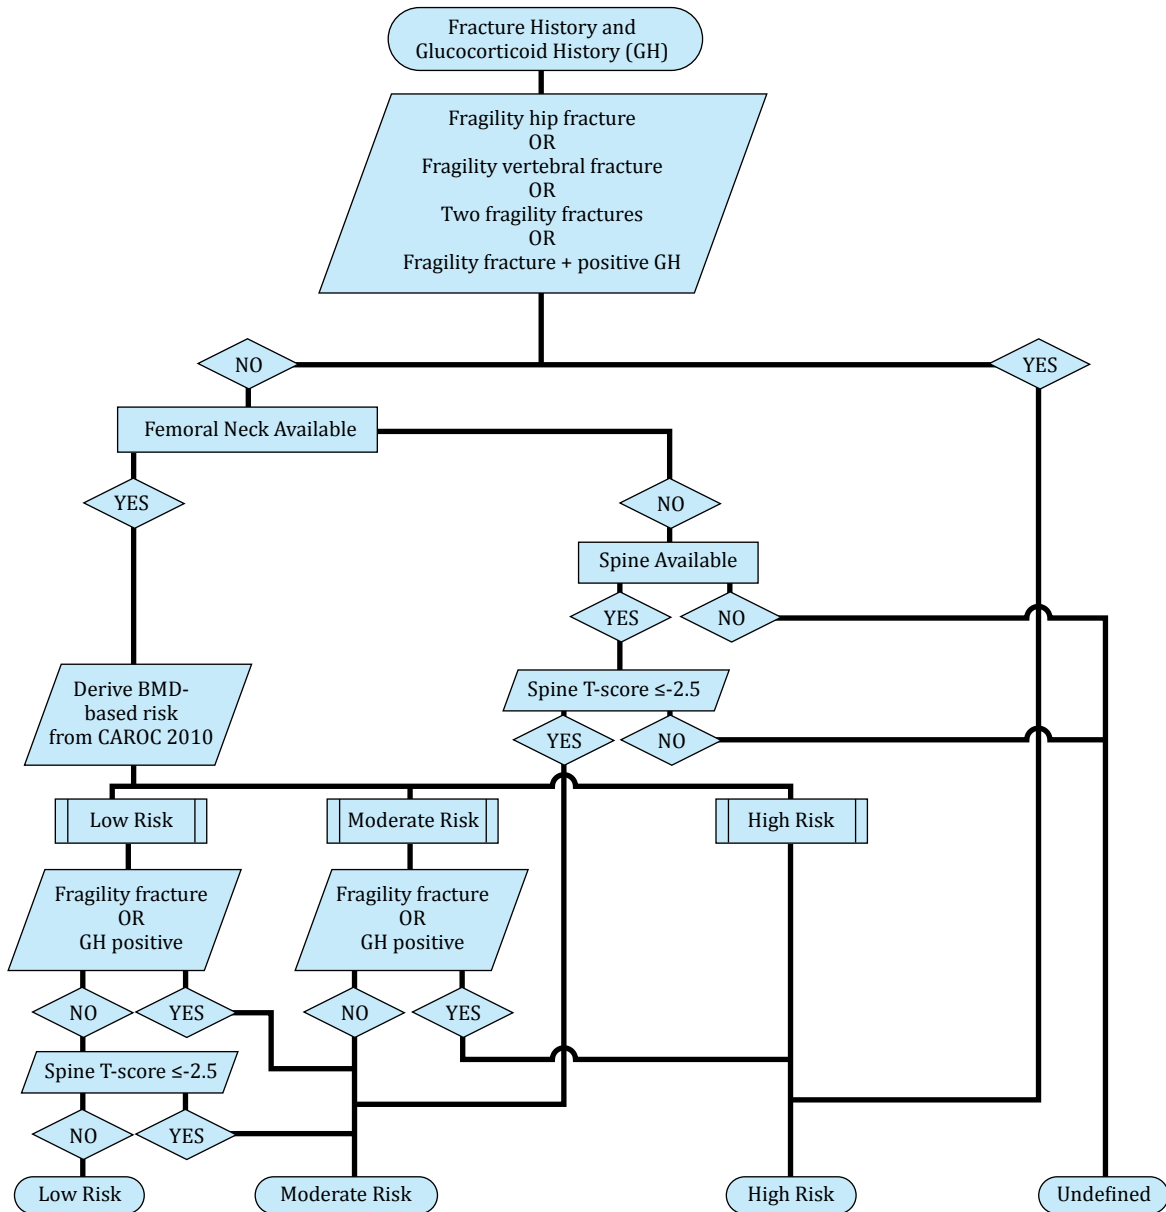 Fracture History and
Glucocorticoid History (GH)
Fragility hip fracture
OR
Fragility vertebral fracture
OR
Two fragility fractures
OR
Fragility fracture + positive GH
NO
YES
Femoral Neck Available
YES
NO
Spine Available
YES
NO
Spine T-score ≤-2.5
YES
NO
Derive BMD-
based risk
from CAROC 2010
Low Risk
Moderate Risk
High Risk
Fragility fracture
OR
GH positive
Fragility fracture
OR
GH positive
NO
YES
NO
YES
Spine T-score ≤-2.5
NO
YES
Low Risk
Moderate Risk
High Risk
Undefined